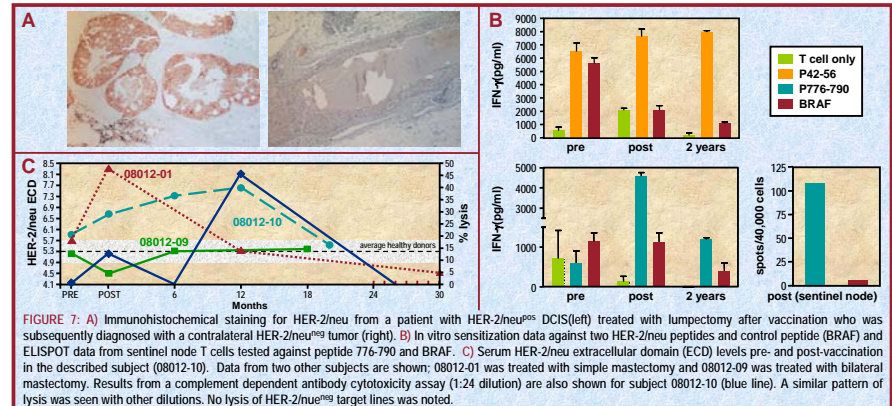 A
B
9000
8000
7000
6000
5000
4000
3000
2000
1000
0
IFN-γ(pg/ml)
pre
post
2 years
T cell only
P42-56
P776-790
BRAF
C
8.5
7.9
7.7
7.3
6.9
6.5
6.1
5.7
5.3
4.9
4.5
4.1
HER-2/neu ECD
08012-01
08012-10
08012-09
average healthy donors
50
45
40
35
30
25
20
15
10
5
0
% lysis
PRE
POST
6
12
18
24
30
Months
5000
4000
3000
1000
0
IFN-γ(pg/ml)
pre
post
2 years
125
100
75
50
25
0
spots/40,000 cells
post (sentinel node)
FIGURE 7: A) Immunohistochemical staining for HER-2/neu from a patient with HER-2/neupos DCIS(left) treated with lumpectomy after vaccination who was
subsequently diagnosed with a contralateral HER-2/neuneg tumor (right). B) In vitro sensitization data against two HER-2/neu peptides and control peptide (BRAF) and
ELISPOT data from sentinel node T cells tested against peptide 776-790 and BRAF. C) Serum HER-2/neu extracellular domain (ECD) levels pre- and post-vaccination
in the described subject (08012-10). Data from two other subjects are shown; 08012-01 was treated with simple mastectomy and 08012-09 was treated with bilateral
mastectomy. Results from a complement dependent antibody cytotoxicity assay (1:24 dilution) are also shown for subject 08012-10 (blue line). A similar pattern of
lysis was seen with other dilutions. No lysis of HER-2/nueneg target lines was noted.